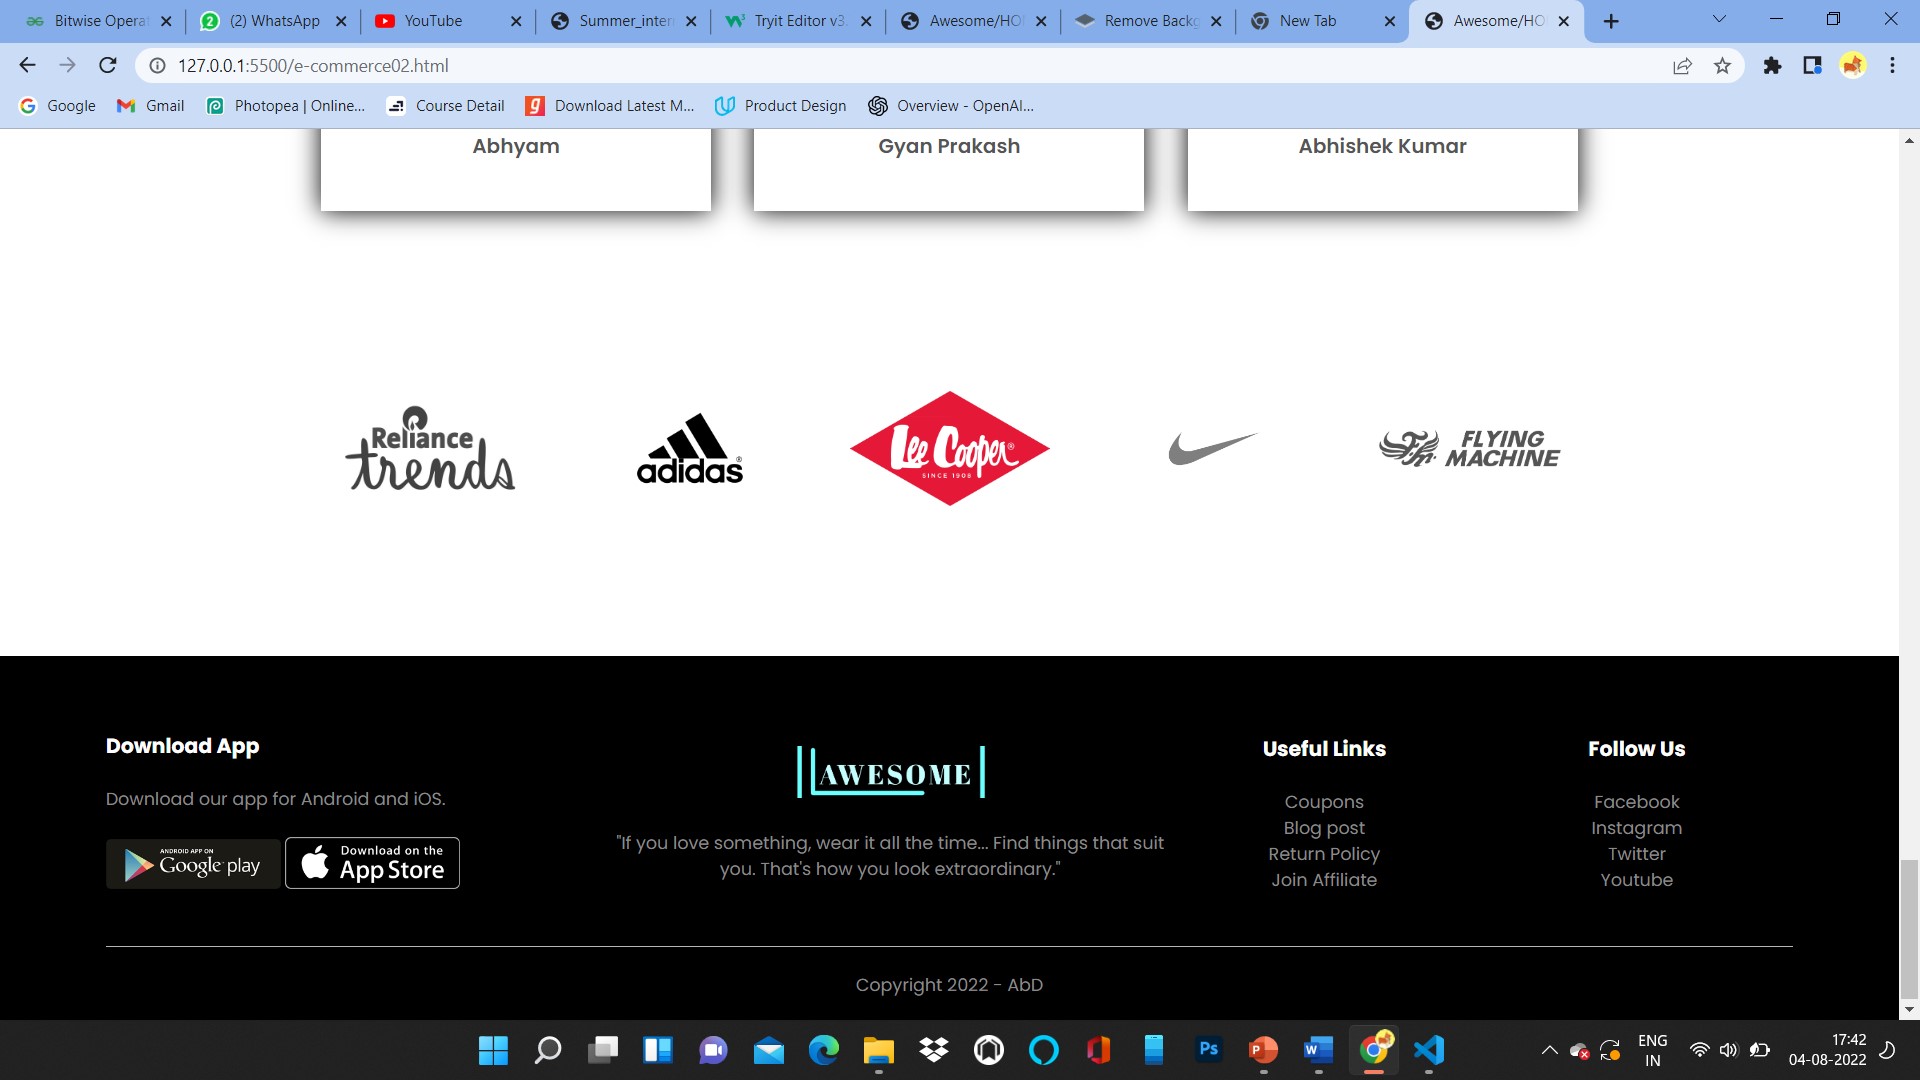 Bitwise Operat
(2) WhatsApp
YouTube
Summer_inter
Tryit Editor v3.
Awesome/HO
Remove Backg
New Tab
Awesome/HO
127.0.0.1:5500/e-commerce02.html
Google
Gmail
Photopea | Online...
Course Detail
Download Latest M...
Product Design
Overview - OpenAI...
Abhyam
Gyan Prakash
Abhishek Kumar
Reliance
trends
adidas®
Lee Cooper®
SINCE 1908
FLYING
MACHINE
Download App
Download our app for Android and iOS.
ANDROID APP ON
Google play
Download on the
App Store
AWESOME
"If you love something, wear it all the time... Find things that suit
you. That's how you look extraordinary."
Useful Links
Coupons
Blog post
Return Policy
Join Affiliate
Follow Us
Facebook
Instagram
Twitter
Youtube
Copyright 2022 - AbD
Ps
P
W
ENG
IN
17:42
04-08-2022